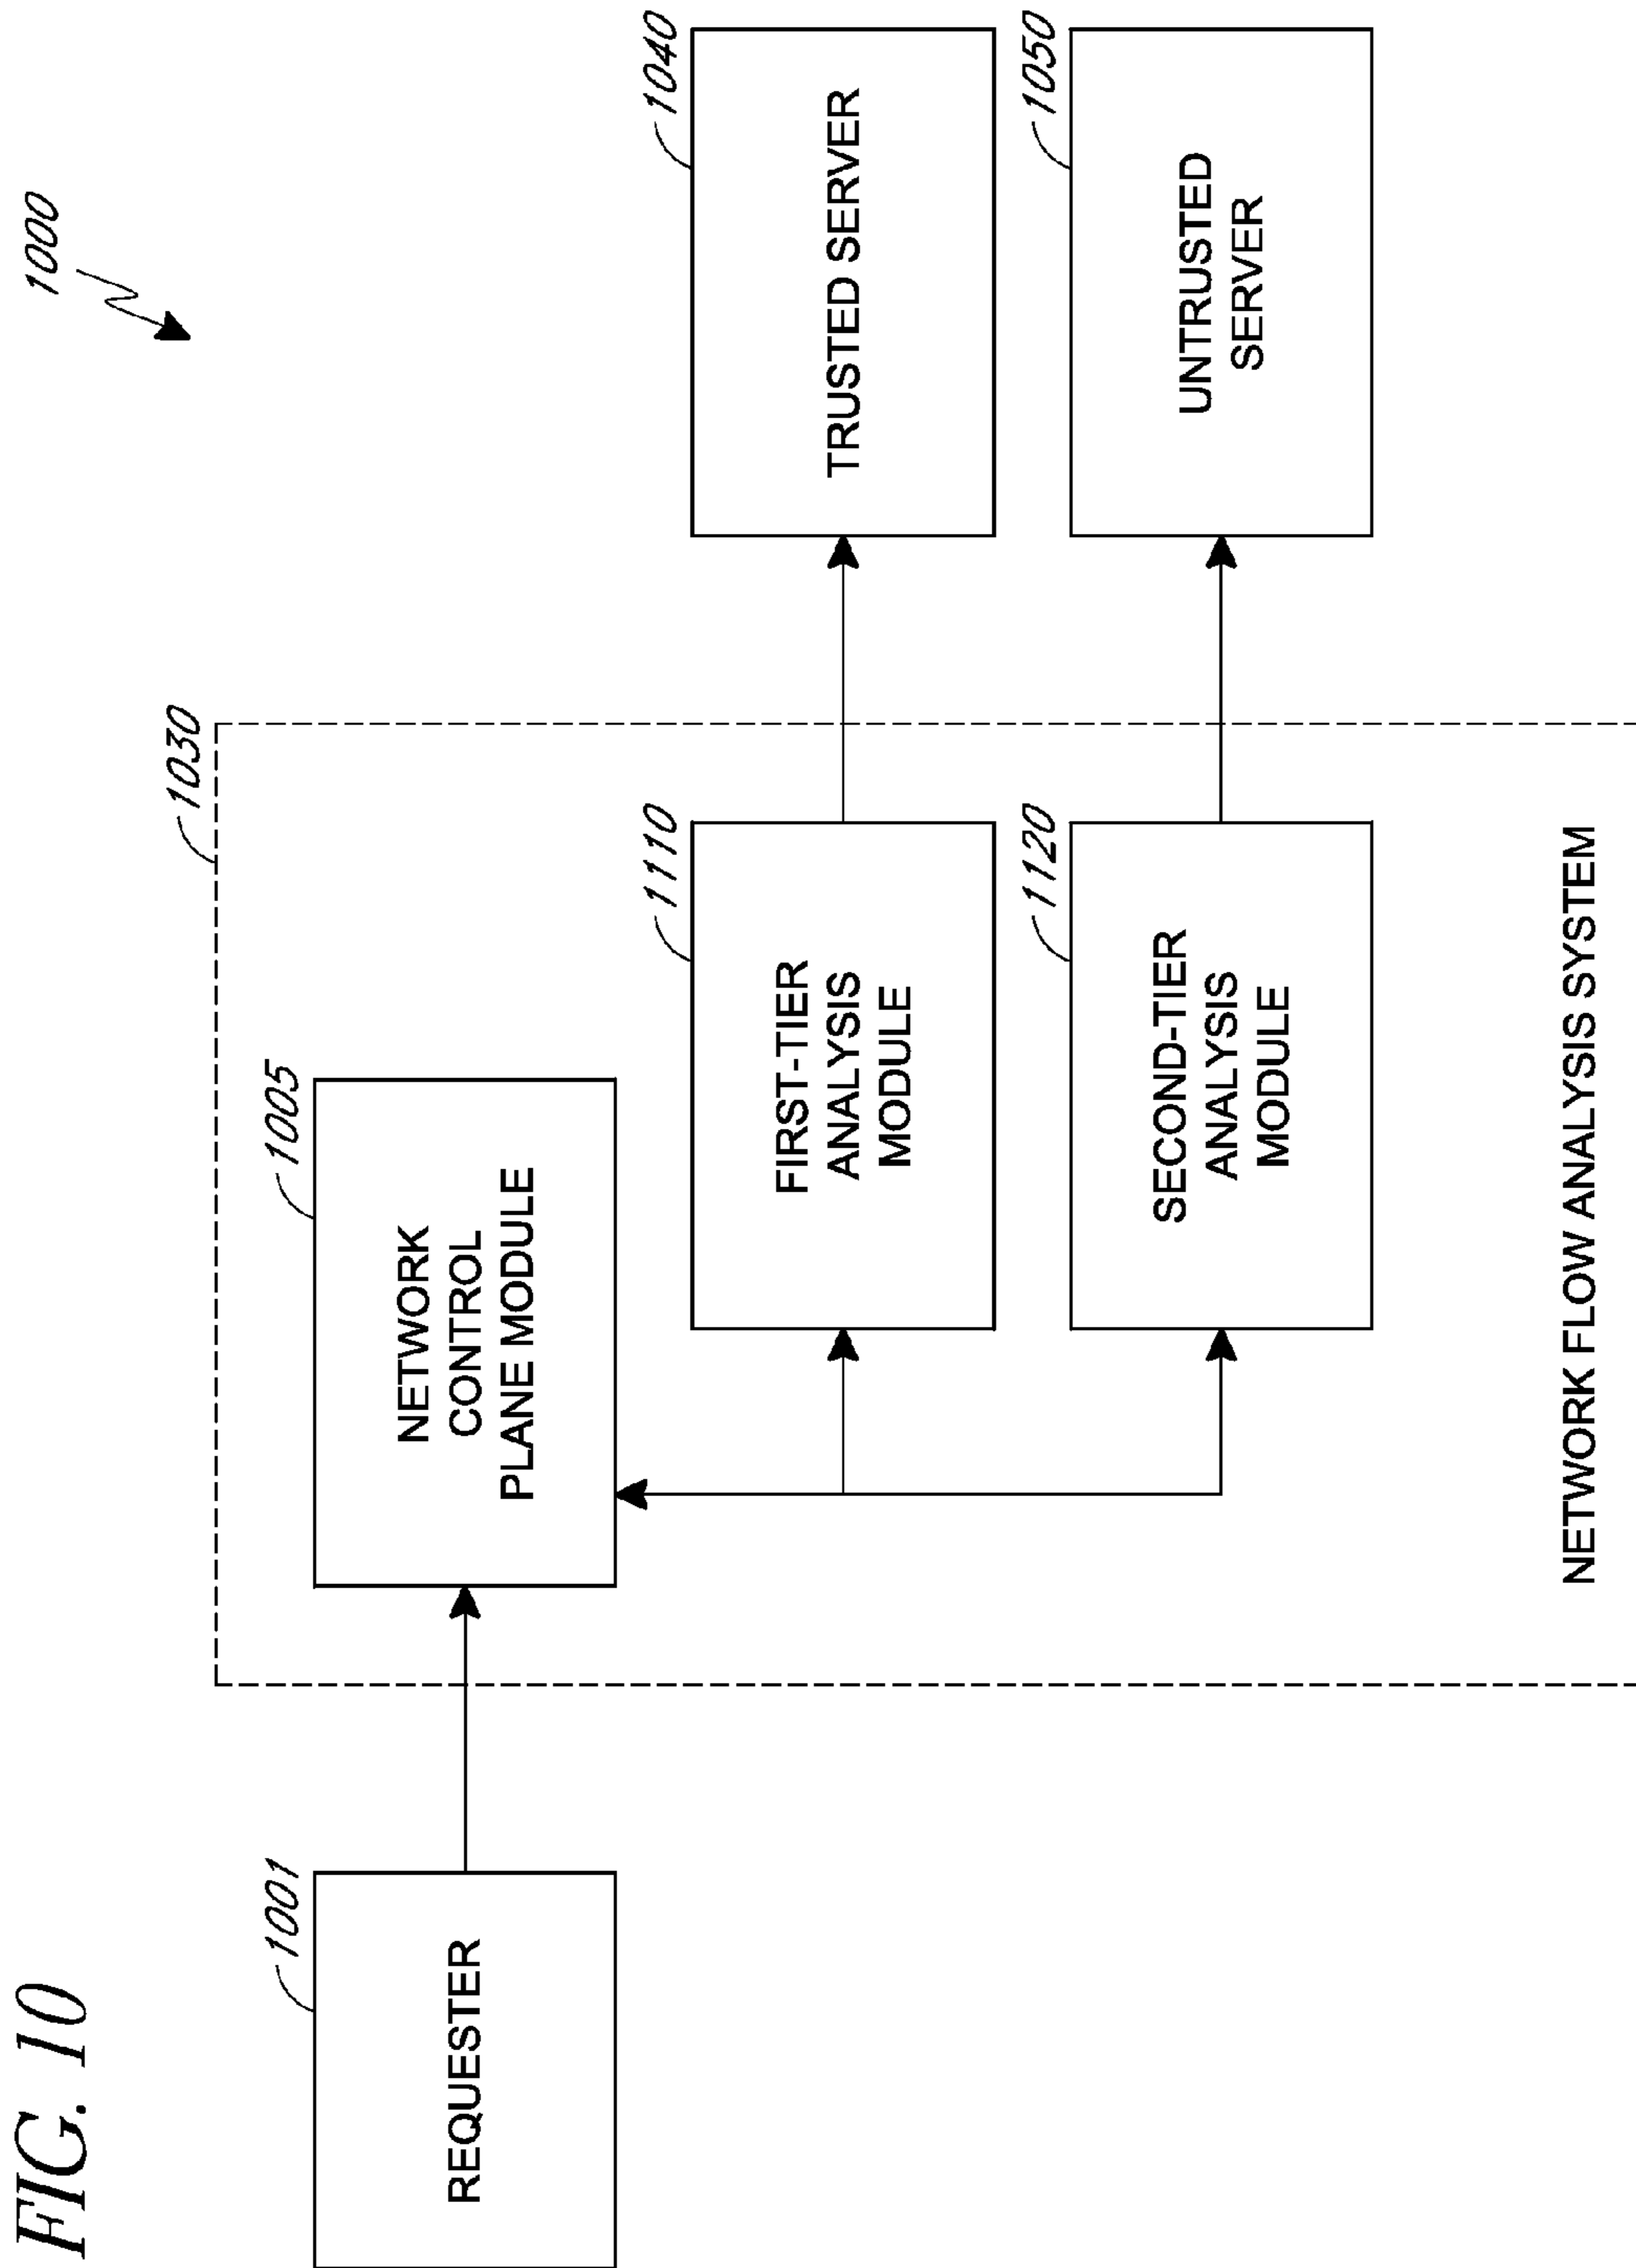 FIG. 10
1000
1030
1001
REQUESTER
1005
NETWORK
CONTROL
PLANE MODULE
1110
FIRST-TIER
ANALYSIS
MODULE
1040
TRUSTED SERVER
1120
SECOND-TIER
ANALYSIS
MODULE
1050
UNTRUSTED
SERVER
NETWORK FLOW ANALYSIS SYSTEM